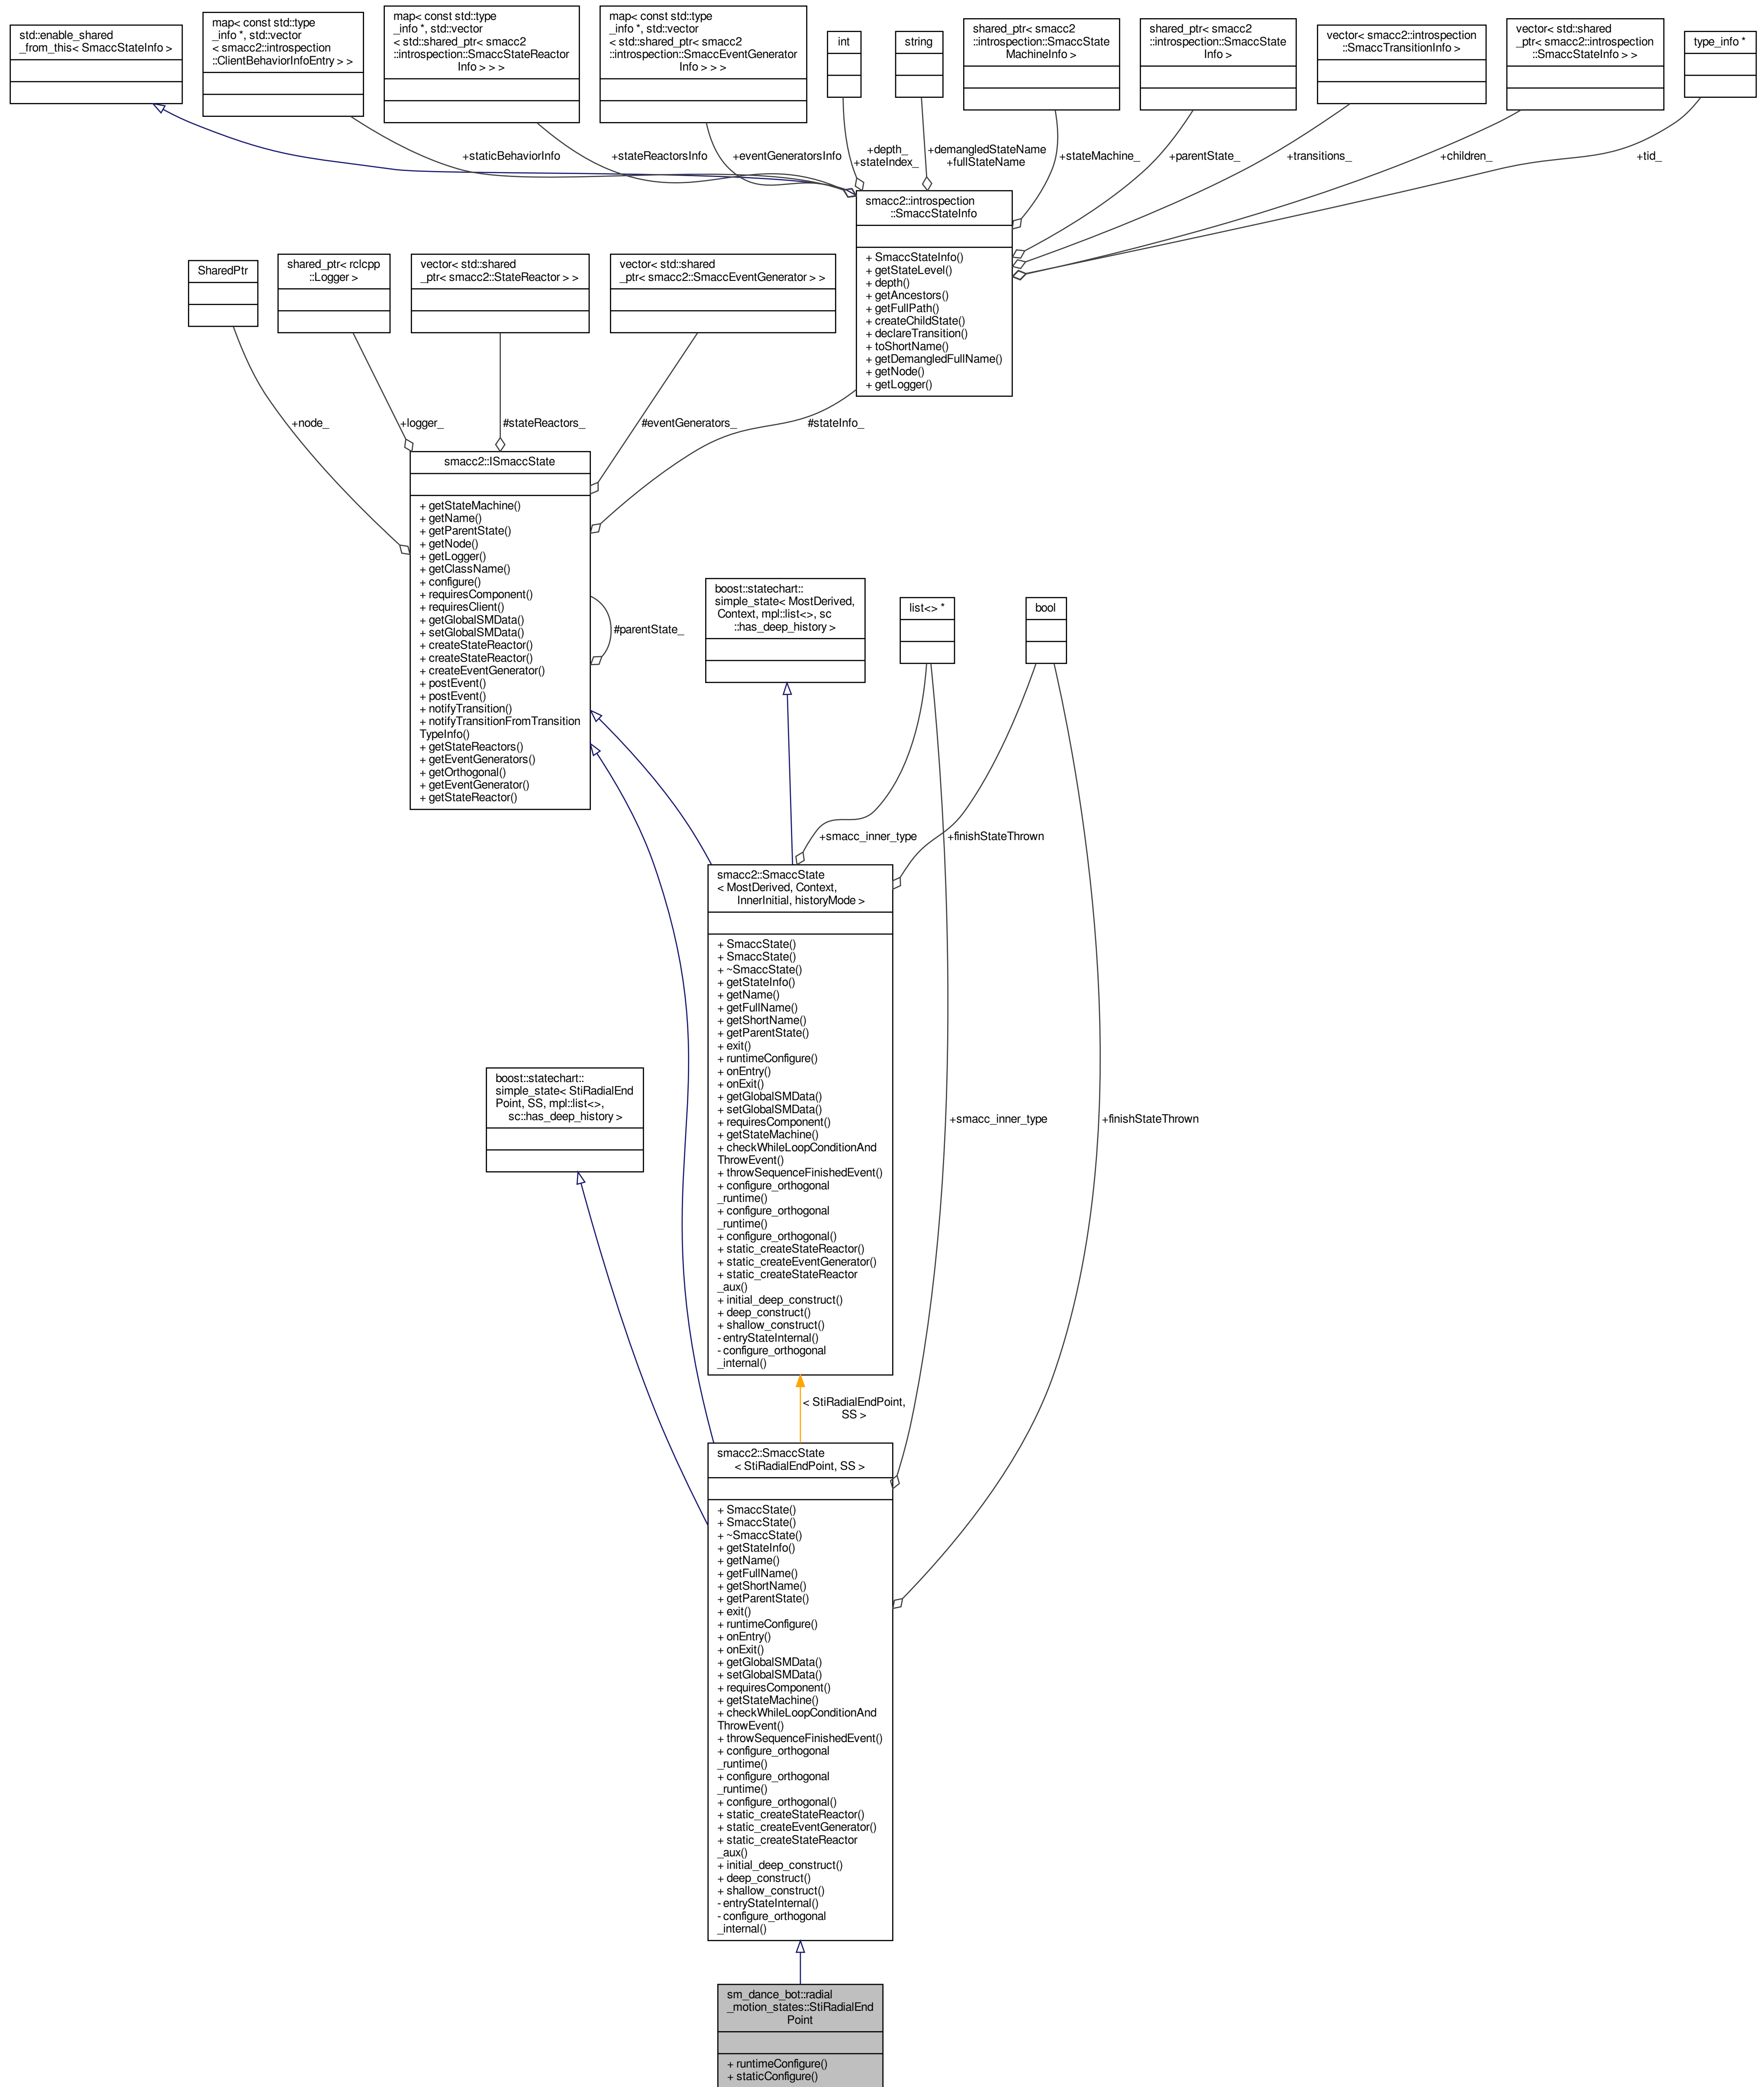 std::enable_shared
_from_this< SmaccStateInfo >
map< const std::type
_info *, std::vector
< smacc2::introspection
::ClientBehaviorInfoEntry > >
map< const std::type
_info *, std::vector
< std::shared_ptr< smacc2
::introspection::SmaccStateReactor
Info > > >
map< const std::type
_info *, std::vector
< std::shared_ptr< smacc2
::introspection::SmaccEventGenerator
Info > > >
int
string
shared_ptr< smacc2
::introspection::SmaccState
MachineInfo >
shared_ptr< smacc2
::introspection::SmaccState
Info >
vector< smacc2::introspection
::SmaccTransitionInfo >
vector< std::shared
_ptr< smacc2::introspection
::SmaccStateInfo > >
type_info *
+staticBehaviorInfo
+stateReactorsInfo
+eventGeneratorsInfo
+depth_
+stateIndex_
+demangledStateName
+fullStateName
+stateMachine_
+parentState_
+transitions_
+children_
+tid_
smacc2::introspection
::SmaccStateInfo
+ SmaccStateInfo()
+ getStateLevel()
+ depth()
+ getAncestors()
+ getFullPath()
+ createChildState()
+ declareTransition()
+ toShortName()
+ getDemangledFullName()
+ getNode()
+ getLogger()
SharedPtr
shared_ptr< rclcpp
::Logger >
vector< std::shared
_ptr< smacc2::StateReactor > >
vector< std::shared
_ptr< smacc2::SmaccEventGenerator > >
+node_
+logger_
#stateReactors_
#eventGenerators_
#stateInfo_
smacc2::ISmaccState
+ getStateMachine()
+ getName()
+ getParentState()
+ getNode()
+ getLogger()
+ getClassName()
+ configure()
+ requiresComponent()
+ requiresClient()
+ getGlobalSMData()
+ setGlobalSMData()
+ createStateReactor()
+ createStateReactor()
+ createEventGenerator()
+ postEvent()
+ postEvent()
+ notifyTransition()
+ notifyTransitionFromTransition
TypeInfo()
+ getStateReactors()
+ getEventGenerators()
+ getOrthogonal()
+ getEventGenerator()
+ getStateReactor()
#parentState_
boost::statechart::
simple_state< MostDerived,
Context, mpl::list<>, sc
::has_deep_history >
list<> *
bool
+smacc_inner_type
+finishStateThrown
smacc2::SmaccState
< MostDerived, Context,
InnerInitial, historyMode >
+ SmaccState()
+ SmaccState()
+ ~SmaccState()
+ getStateInfo()
+ getName()
+ getFullName()
+ getShortName()
+ getParentState()
+ exit()
+ runtimeConfigure()
+ onEntry()
+ onExit()
+ getGlobalSMData()
+ setGlobalSMData()
+ requiresComponent()
+ getStateMachine()
+ checkWhileLoopConditionAnd
ThrowEvent()
+ throwSequenceFinishedEvent()
+ configure_orthogonal
_runtime()
+ configure_orthogonal
_runtime()
+ configure_orthogonal()
+ static_createStateReactor()
+ static_createEventGenerator()
+ static_createStateReactor
_aux()
+ initial_deep_construct()
+ deep_construct()
+ shallow_construct()
- entryStateInternal()
- configure_orthogonal
_internal()
boost::statechart::
simple_state< StiRadialEnd
Point, SS, mpl::list<>,
sc::has_deep_history >
+smacc_inner_type
+finishStateThrown
< StiRadialEndPoint,
SS >
smacc2::SmaccState
< StiRadialEndPoint, SS >
+ SmaccState()
+ SmaccState()
+ ~SmaccState()
+ getStateInfo()
+ getName()
+ getFullName()
+ getShortName()
+ getParentState()
+ exit()
+ runtimeConfigure()
+ onEntry()
+ onExit()
+ getGlobalSMData()
+ setGlobalSMData()
+ requiresComponent()
+ getStateMachine()
+ checkWhileLoopConditionAnd
ThrowEvent()
+ throwSequenceFinishedEvent()
+ configure_orthogonal
_runtime()
+ configure_orthogonal
_runtime()
+ configure_orthogonal()
+ static_createStateReactor()
+ static_createEventGenerator()
+ static_createStateReactor
_aux()
+ initial_deep_construct()
+ deep_construct()
+ shallow_construct()
- entryStateInternal()
- configure_orthogonal
_internal()
sm_dance_bot::radial
_motion_states::StiRadialEnd
Point
+ runtimeConfigure()
+ staticConfigure()